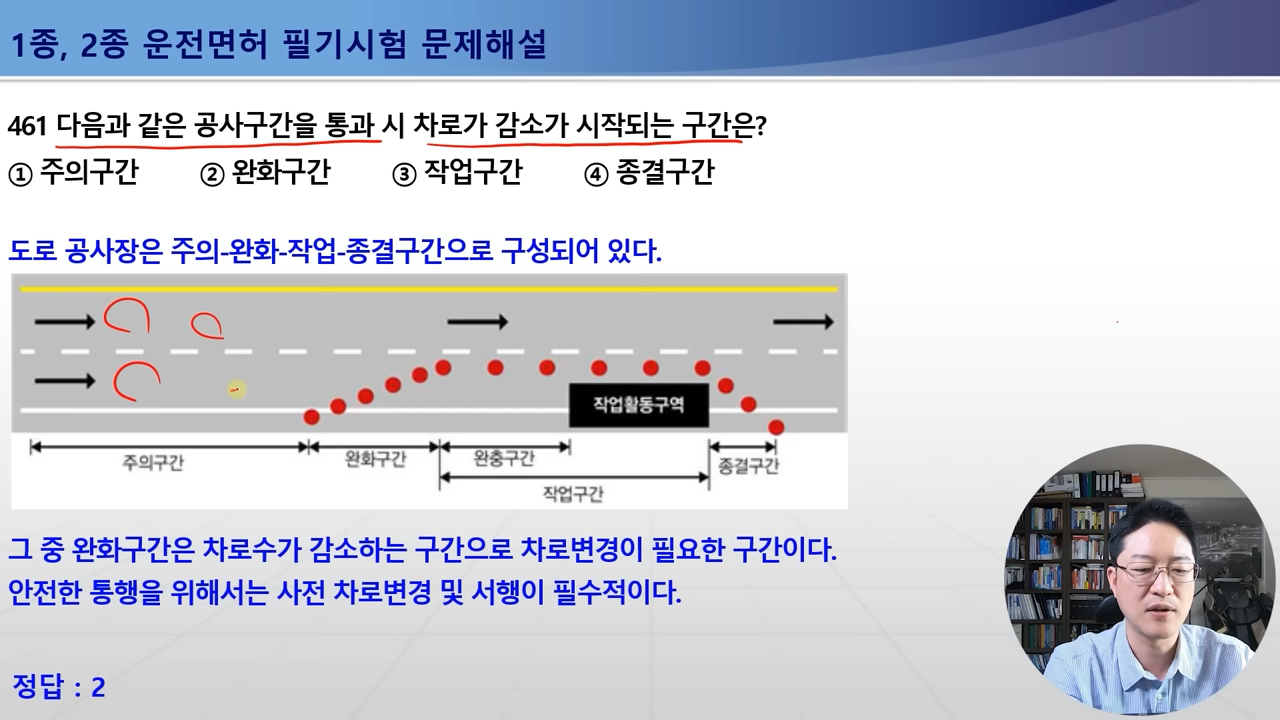 1종, 2종 운전면허 필기시험 문제해설
461 다음과 같은 공사구간을 통과 시 차로가 감소가 시작되는 구간은?
① 주의구간 ② 완화구간 ③ 작업구간 ④ 종결구간
도로 공사장은 주의-완화-작업-종결구간으로 구성되어 있다.
작업활동구역
주의구간 완화구간 완충구간 종결구간
작업구간
그 중 완화구간은 차로수가 감소하는 구간으로 차로변경이 필요한 구간이다.
안전한 통행을 위해서는 사전 차로변경 및 서행이 필수적이다.
정답 : 2